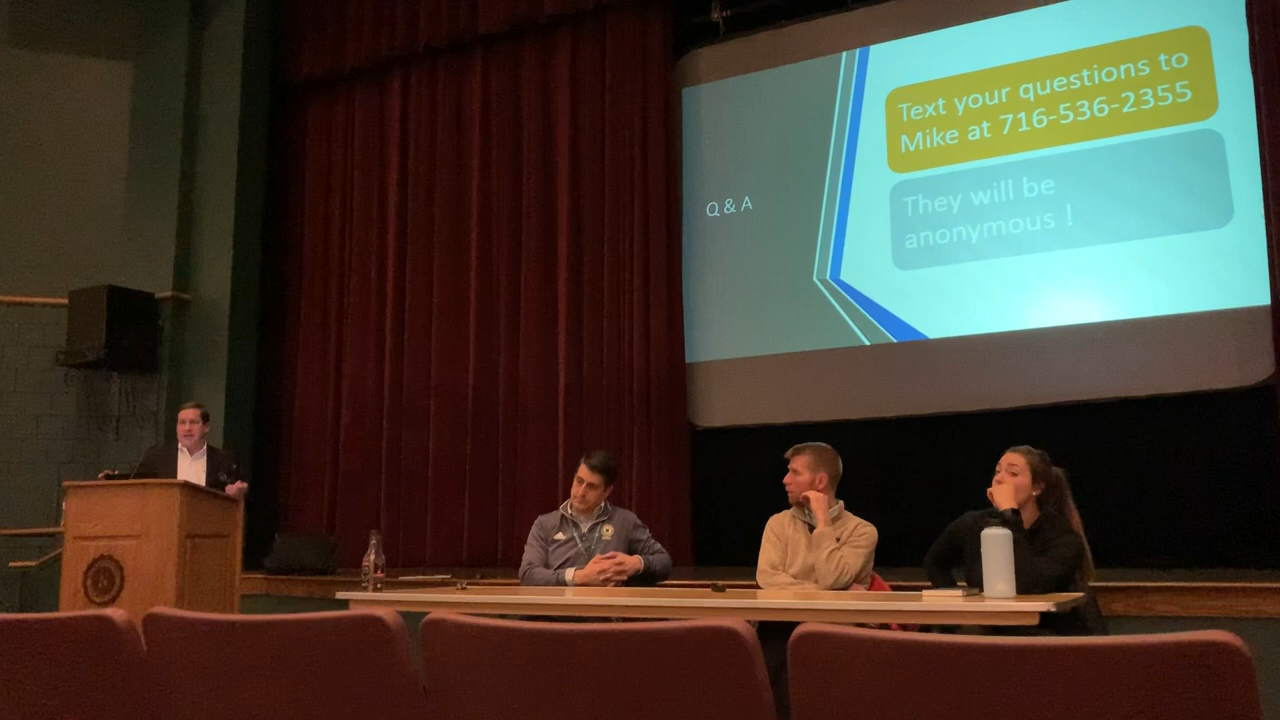 Q & A
Text your questions to
Mike at 716-536-2355
They will be
anonymous !